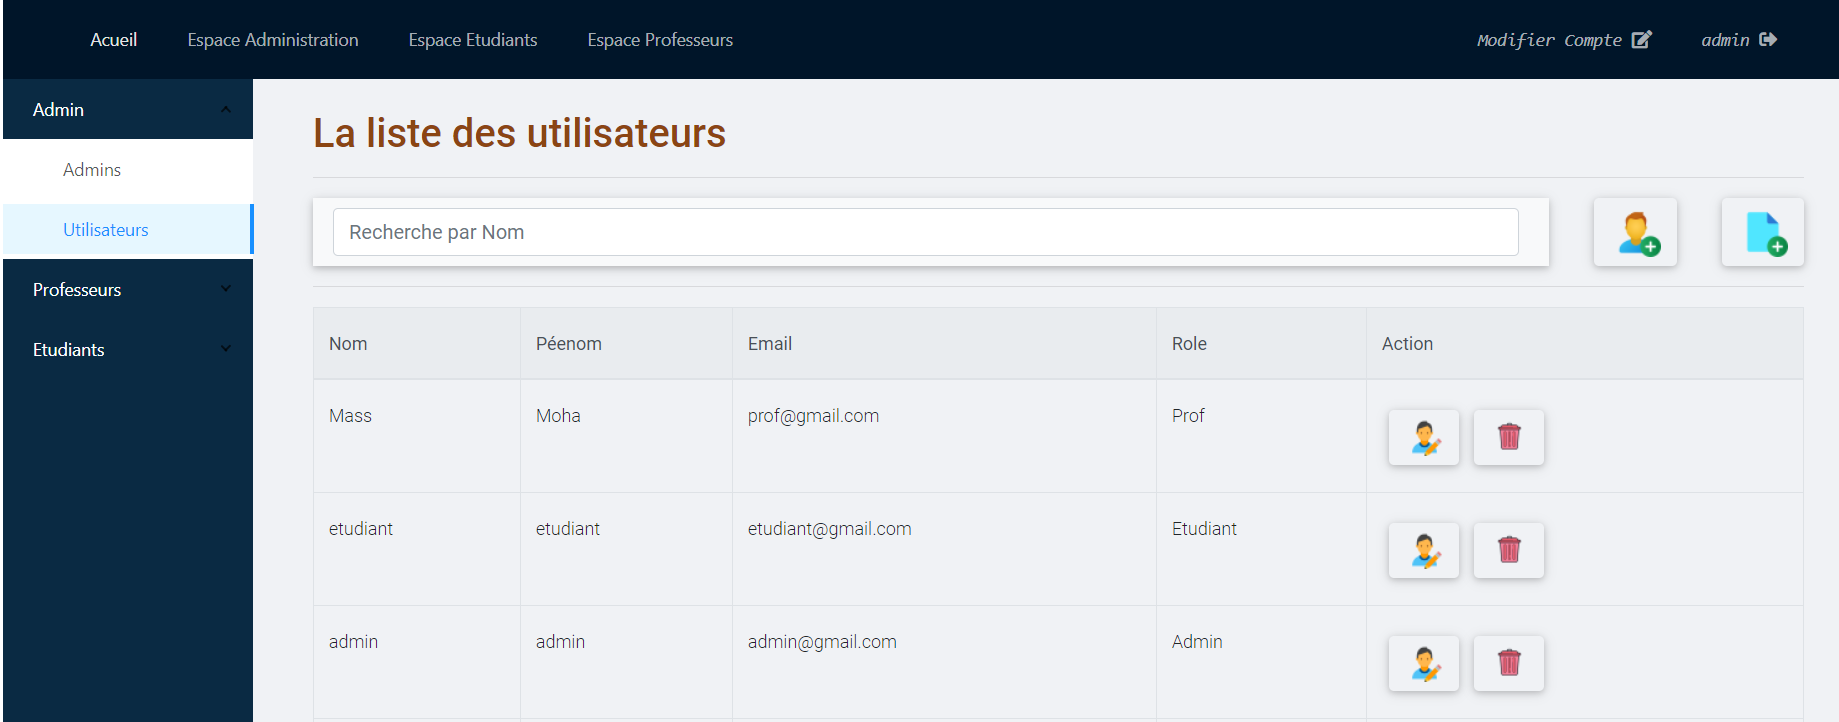 Acueil Espace Administration Espace Etudiants Espace Professeurs Modifier Compte admin
Admin
Admins
Utilisateurs
Professeurs
Etudiants
La liste des utilisateurs
Recherche par Nom
Nom Péenom Email Role Action
Mass Moha prof@gmail.com Prof
etudiant etudiant etudiant@gmail.com Etudiant
admin admin admin@gmail.com Admin